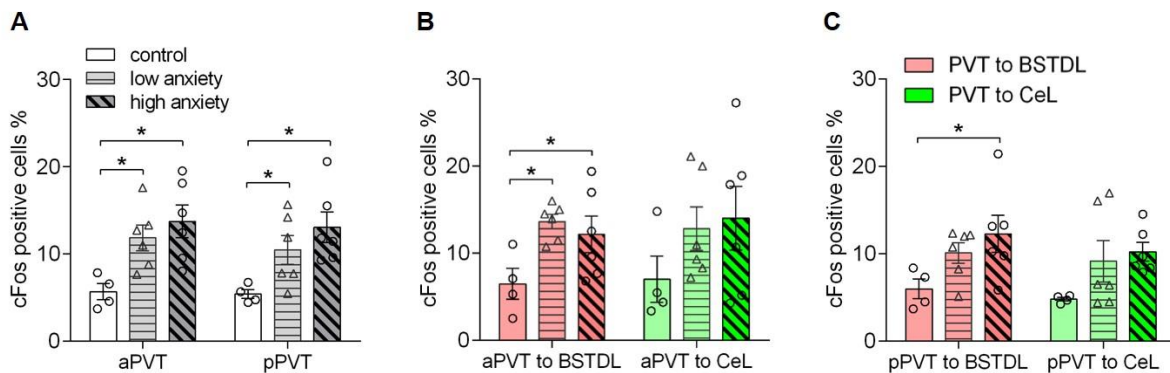 A
control
low anxiety
high anxiety
cFos positive cells %
30
20
10
0
*
*
*
*
aPVT
pPVT
B
cFos positive cells %
30
20
10
0
*
*
aPVT to BSTDL
aPVT to CeL
C
PVT to BSTDL
PVT to CeL
cFos positive cells %
30
20
10
0
*
pPVT to BSTDL
pPVT to CeL